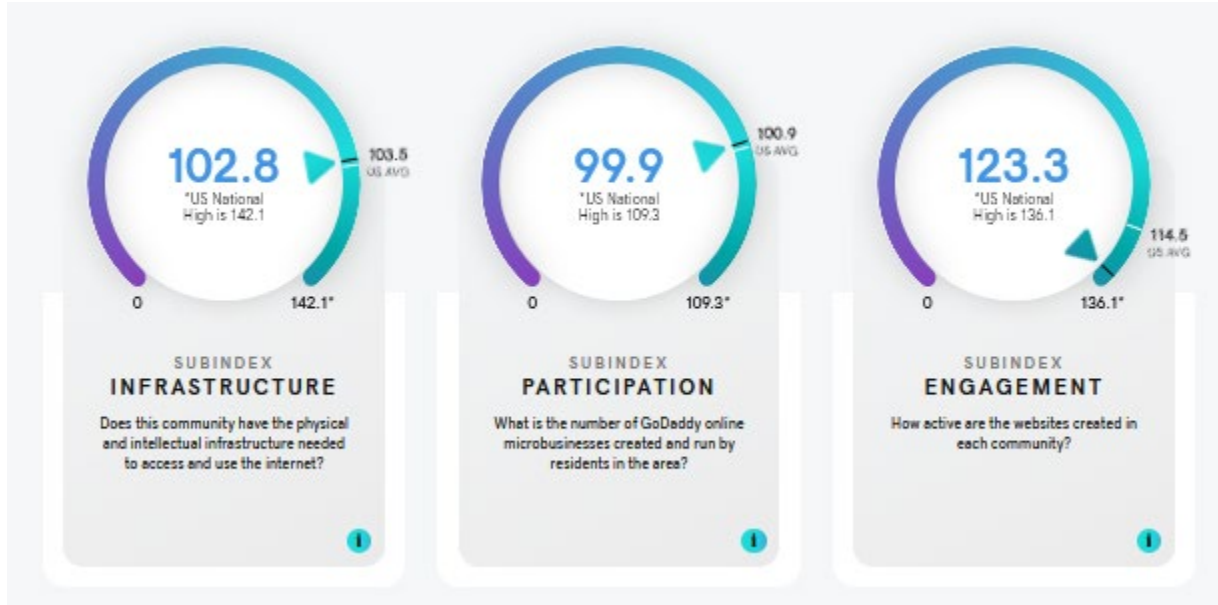 102.8
*US National
High is 142.1
103.5
US AVG
0
142.1*
SUBINDEX
INFRASTRUCTURE
Does this community have the physical
and intellectual infrastructure needed
to access and use the internet?
i
99.9
*US National
High is 109.3
100.9
US AVG
0
109.3*
SUBINDEX
PARTICIPATION
What is the number of GoDaddy online
microbusinesses created and run by
residents in the area?
i
123.3
*US National
High is 136.1
114.5
US AVG
0
136.1*
SUBINDEX
ENGAGEMENT
How active are the websites created in
each community?
i